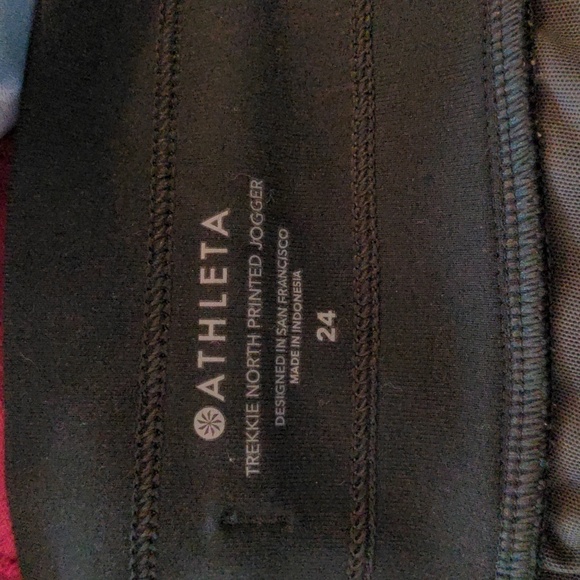 ATHLETA
TREKKIE NORTH PRINTED JOGGER
DESIGNED IN SAN FRANCISCO
MADE IN INDONESIA
24